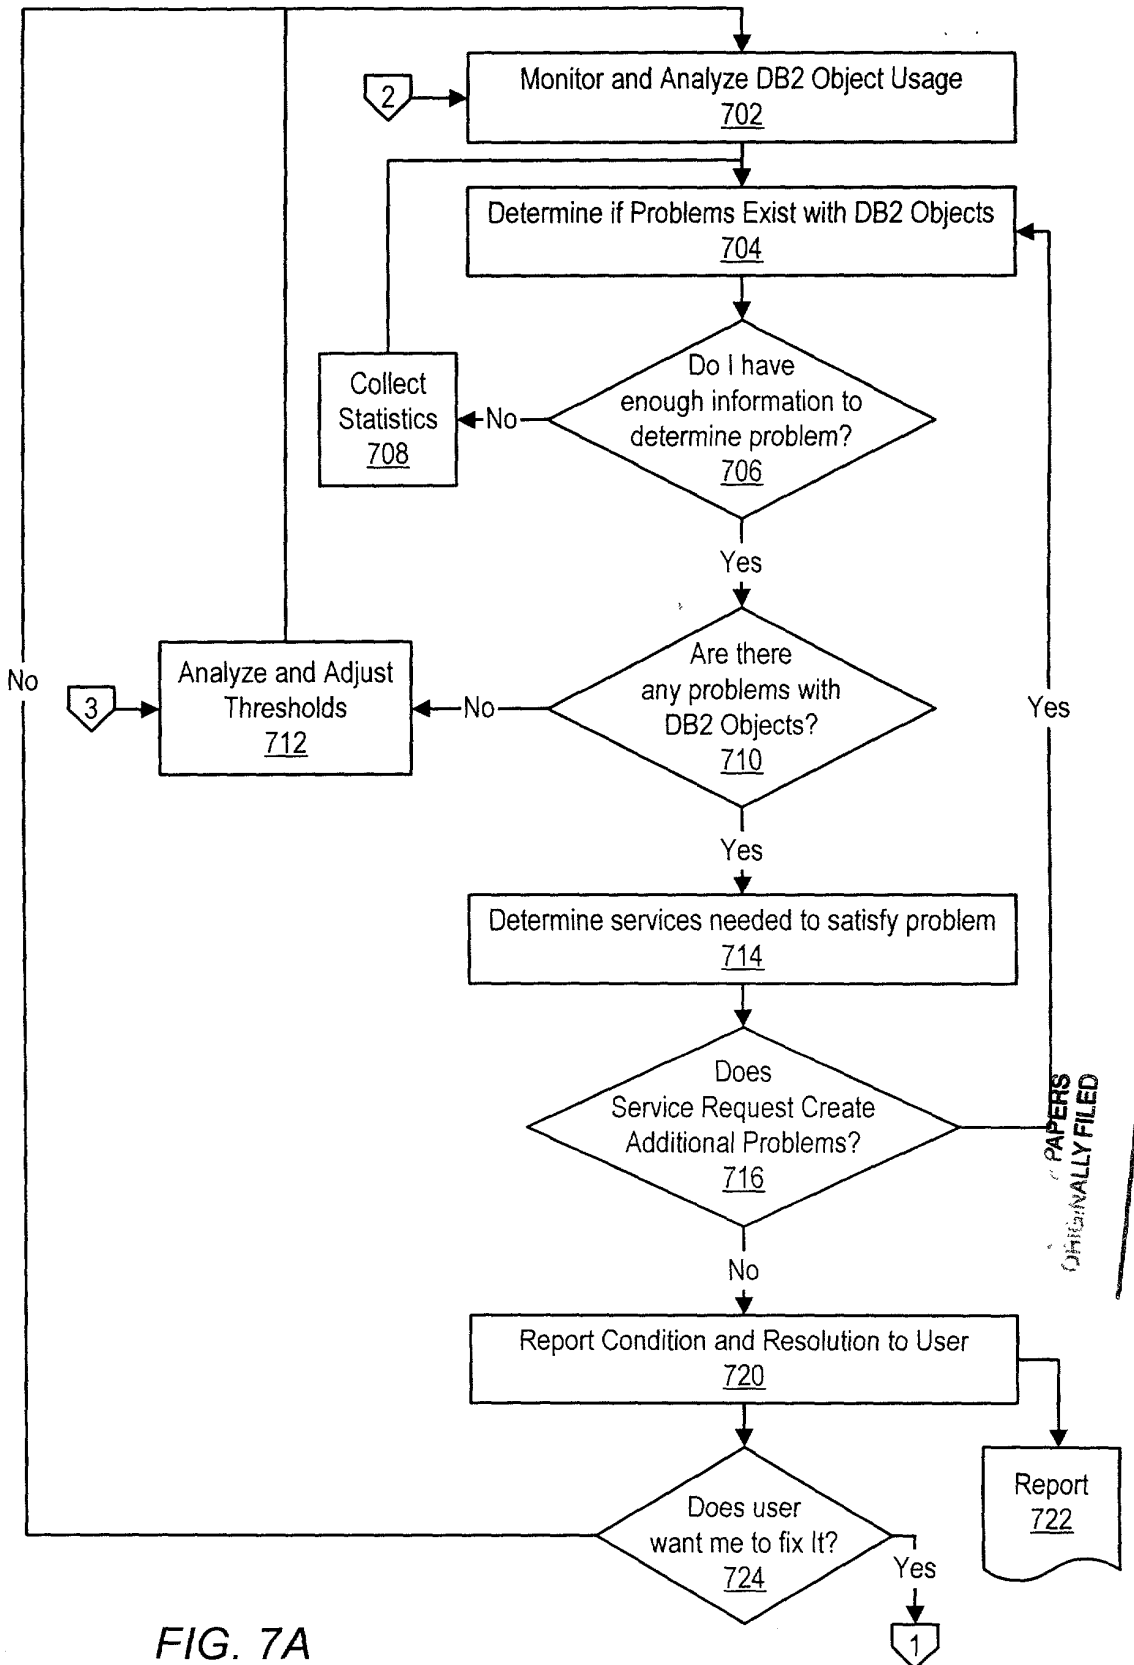 2
Monitor and Analyze DB2 Object Usage
702
Determine if Problems Exist with DB2 Objects
704
Do I have
enough information to
determine problem?
706
No
Collect
Statistics
708
Yes
Are there
any problems with
DB2 Objects?
710
No
Analyze and Adjust
Thresholds
712
3
No
Yes
Yes
Determine services needed to satisfy problem
714
Does
Service Request Create
Additional Problems?
716
PAPERS
ORIGINALLY FILED
No
Report Condition and Resolution to User
720
Report
722
Does user
want me to fix It?
724
Yes
1
FIG. 7A